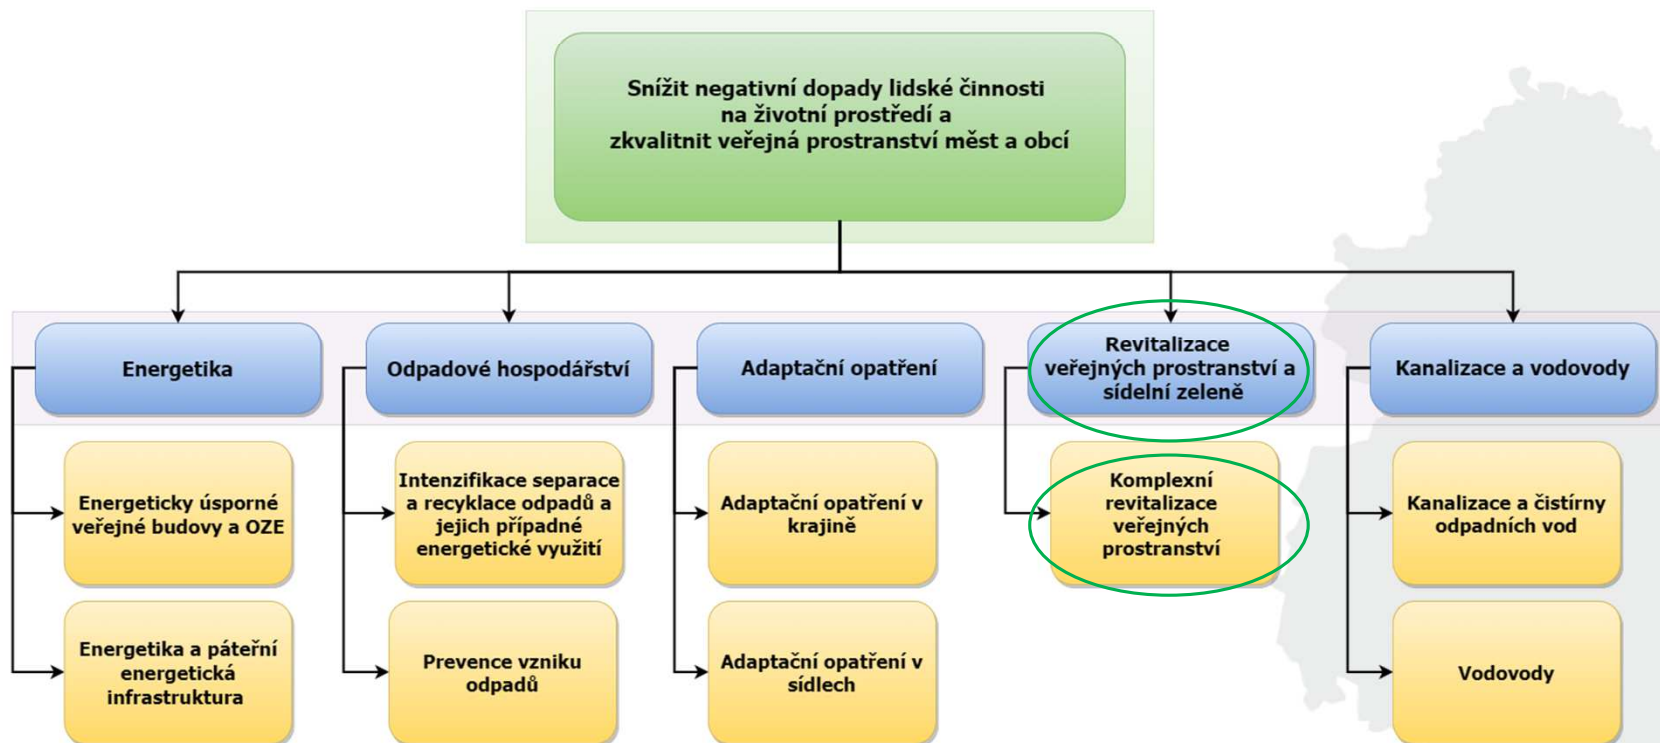 Snížit negativní dopady lidské činnosti
na životní prostředí a
zkvalitnit veřejná prostranství měst a obcí
Energetika
Odpadové hospodářství
Adaptační opatření
Revitalizace
veřejných prostranství a
sídelní zeleně
Kanalizace a vodovody
Energeticky úsporné
veřejné budovy a OZE
Intenzifikace separace
a recyklace odpadů a
jejich případné
energetické využití
Adaptační opatření v
krajině
Komplexní
revitalizace
veřejných
prostranství
Kanalizace a čistírny
odpadních vod
Energetika a páteřní
energetická
infrastruktura
Prevence vzniku
odpadů
Adaptační opatření v
sídlech
Vodovody